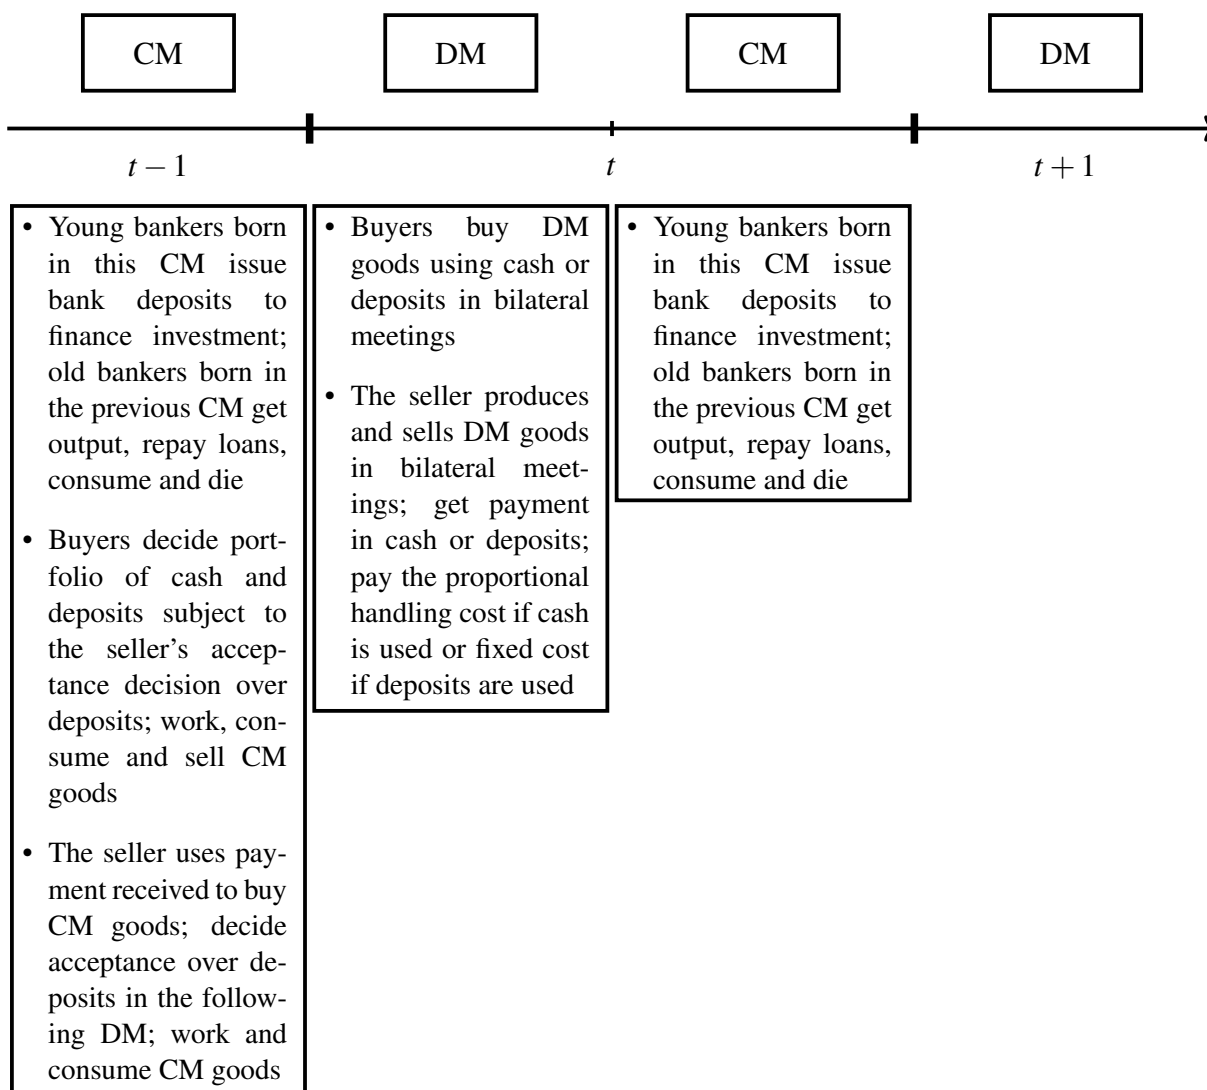 CM
DM
CM
DM
t − 1
t
t + 1
• Young bankers born
in this CM issue
bank deposits to
finance investment;
old bankers born in
the previous CM get
output, repay loans,
consume and die
• Buyers decide port-
folio of cash and
deposits subject to
the seller's accep-
tance decision over
deposits; work, con-
sume and sell CM
goods
• The seller uses pay-
ment received to buy
CM goods; decide
acceptance over de-
posits in the follow-
ing DM; work and
consume CM goods
• Buyers buy DM
goods using cash or
deposits in bilateral
meetings
• The seller produces
and sells DM goods
in bilateral meet-
ings; get payment
in cash or deposits;
pay the proportional
handling cost if cash
is used or fixed cost
if deposits are used
• Young bankers born
in this CM issue
bank deposits to
finance investment;
old bankers born in
the previous CM get
output, repay loans,
consume and die